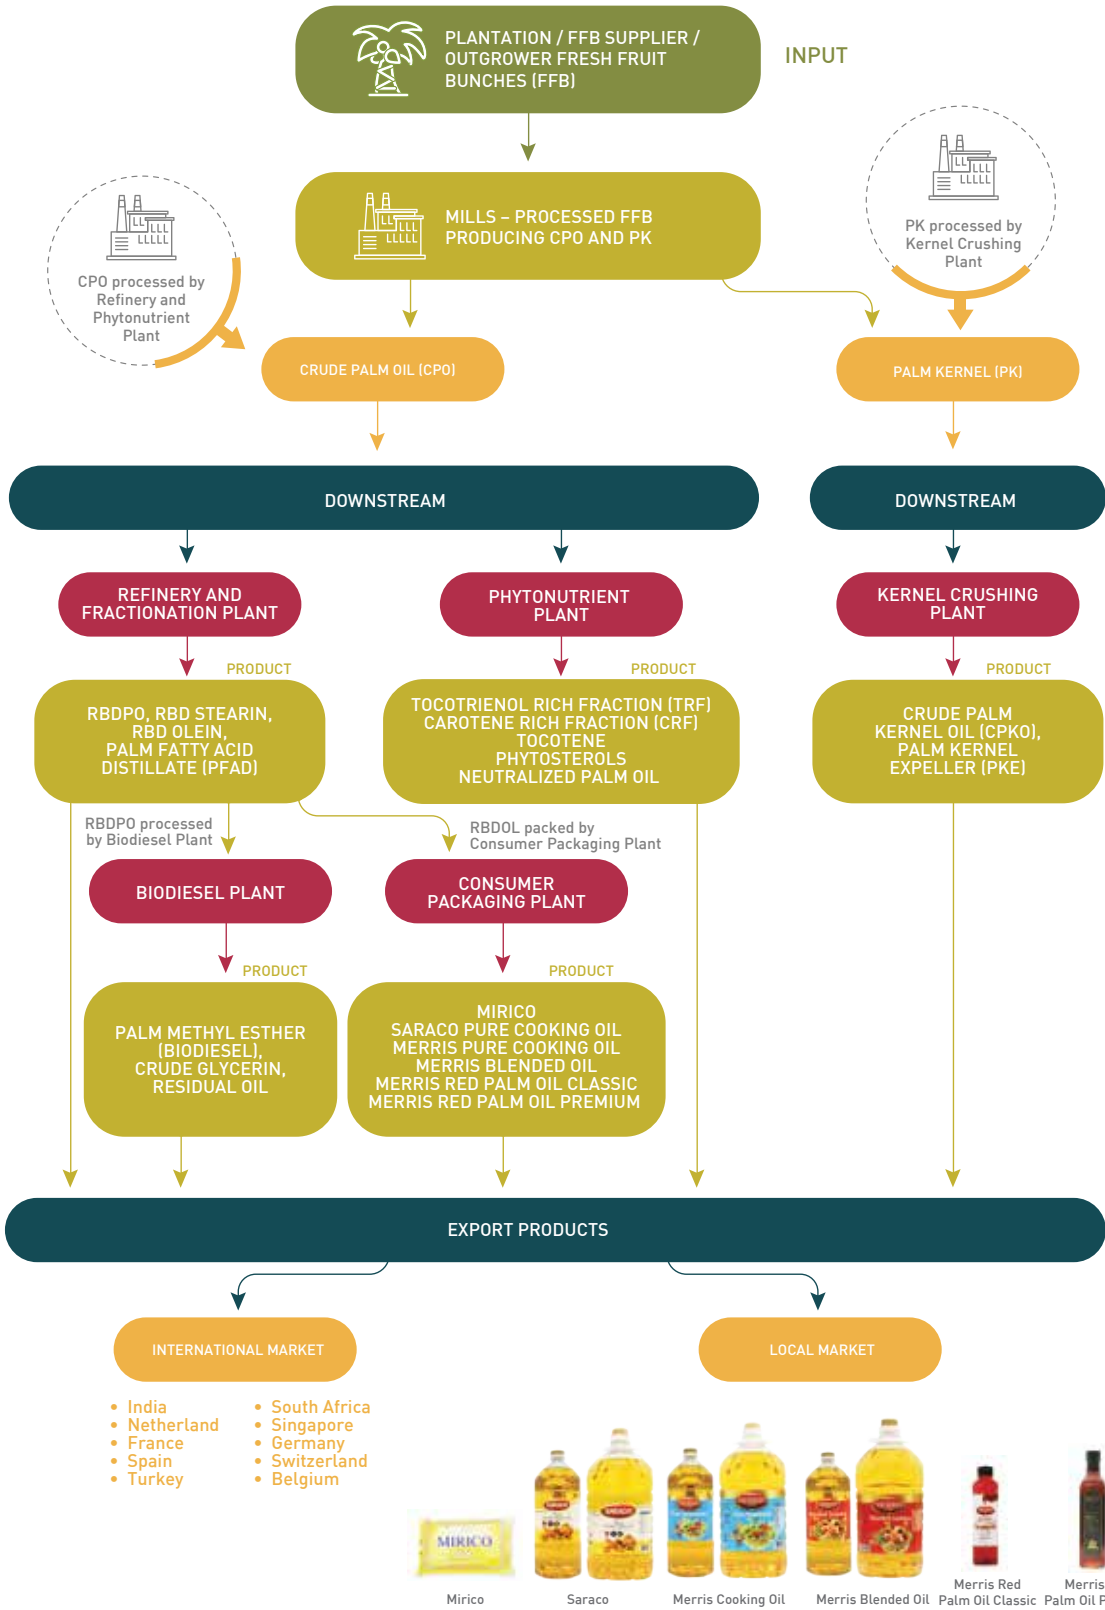 PLANTATION / FFB SUPPLIER /
OUTGROWER FRESH FRUIT
BUNCHES (FFB)
INPUT
MILLS – PROCESSED FFB
PRODUCING CPO AND PK
CPO processed by
Refinery and
Phytonutrient
Plant
PK processed by
Kernel Crushing
Plant
CRUDE PALM OIL (CPO)
PALM KERNEL (PK)
DOWNSTREAM
DOWNSTREAM
REFINERY AND
FRACTIONATION PLANT
PHYTONUTRIENT
PLANT
KERNEL CRUSHING
PLANT
PRODUCT
PRODUCT
PRODUCT
RBDPO, RBD STEARIN,
RBD OLEIN,
PALM FATTY ACID
DISTILLATE (PFAD)
TOCOTRIENOL RICH FRACTION (TRF)
CAROTENE RICH FRACTION (CRF)
TOCOTENE
PHYTOSTEROLS
NEUTRALIZED PALM OIL
CRUDE PALM
KERNEL OIL (CPKO),
PALM KERNEL
EXPELLER (PKE)
RBDPO processed
by Biodiesel Plant
RBDOL packed by
Consumer Packaging Plant
BIODIESEL PLANT
CONSUMER
PACKAGING PLANT
PRODUCT
PRODUCT
PALM METHYL ESTHER
(BIODIESEL),
CRUDE GLYCERIN,
RESIDUAL OIL
MIRICO
SARACO PURE COOKING OIL
MERRIS PURE COOKING OIL
MERRIS BLENDED OIL
MERRIS RED PALM OIL CLASSIC
MERRIS RED PALM OIL PREMIUM
EXPORT PRODUCTS
INTERNATIONAL MARKET
LOCAL MARKET
• India
• Netherland
• France
• Spain
• Turkey
• South Africa
• Singapore
• Germany
• Switzerland
• Belgium
MIRICO
SARACO
SARACO
Mirico
Saraco
Merris Cooking Oil
Merris Blended Oil
Merris Red
Palm Oil Classic
Merris
Palm Oil P